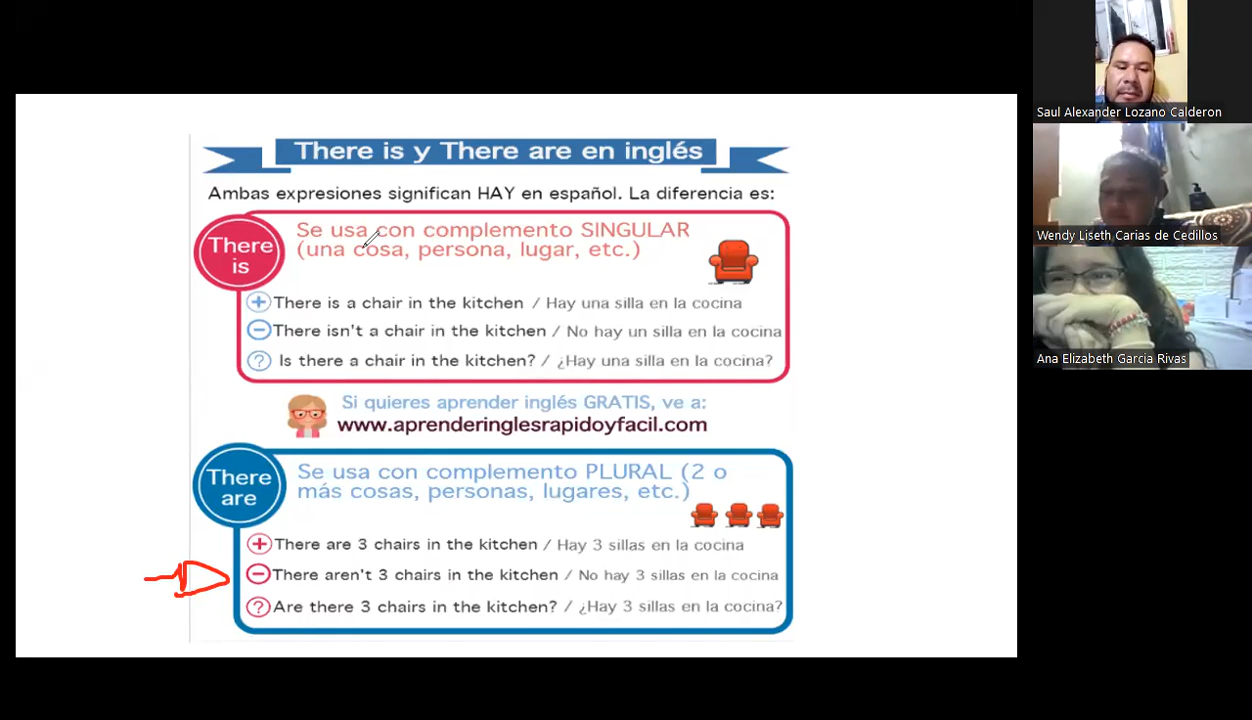 There is y There are en inglés
Ambas expresiones significan HAY en español. La diferencia es:
There
is
Se usa con complemento SINGULAR
(una cosa, persona, lugar, etc.)
+ There is a chair in the kitchen / Hay una silla en la cocina
− There isn't a chair in the kitchen / No hay un silla en la cocina
? Is there a chair in the kitchen? / ¿Hay una silla en la cocina?
Si quieres aprender inglés GRATIS, ve a:
www.aprenderinglesrapidoyfacil.com
There
are
Se usa con complemento PLURAL (2 o
más cosas, personas, lugares, etc.)
+ There are 3 chairs in the kitchen / Hay 3 sillas en la cocina
− There aren't 3 chairs in the kitchen / No hay 3 sillas en la cocina
? Are there 3 chairs in the kitchen? / ¿Hay 3 sillas en la cocina?
Saul Alexander Lozano Calderon
Wendy Liseth Carias de Cedillos
Ana Elizabeth Garcia Rivas